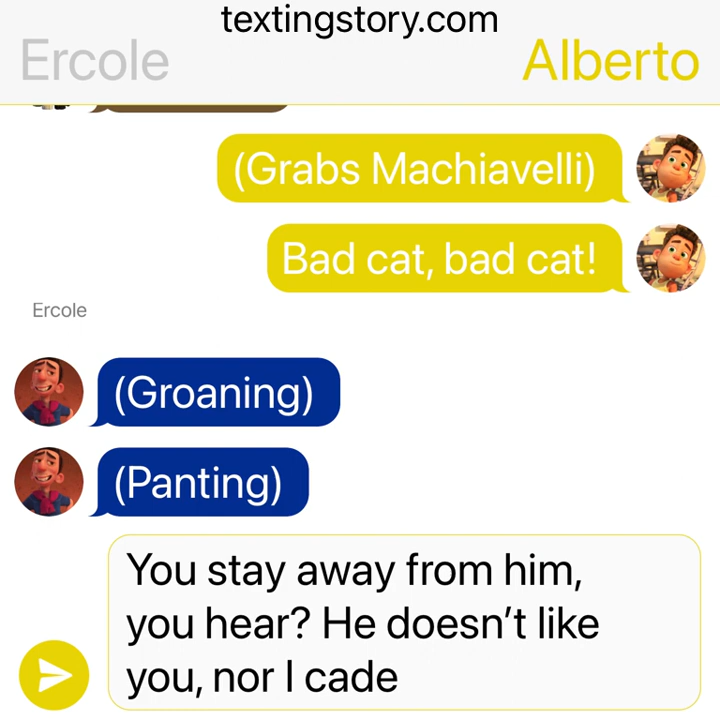 textingstory.com
Ercole
Alberto
(Grabs Machiavelli)
Bad cat, bad cat!
Ercole
(Groaning)
(Panting)
You stay away from him,
you hear? He doesn’t like
you, nor I cade